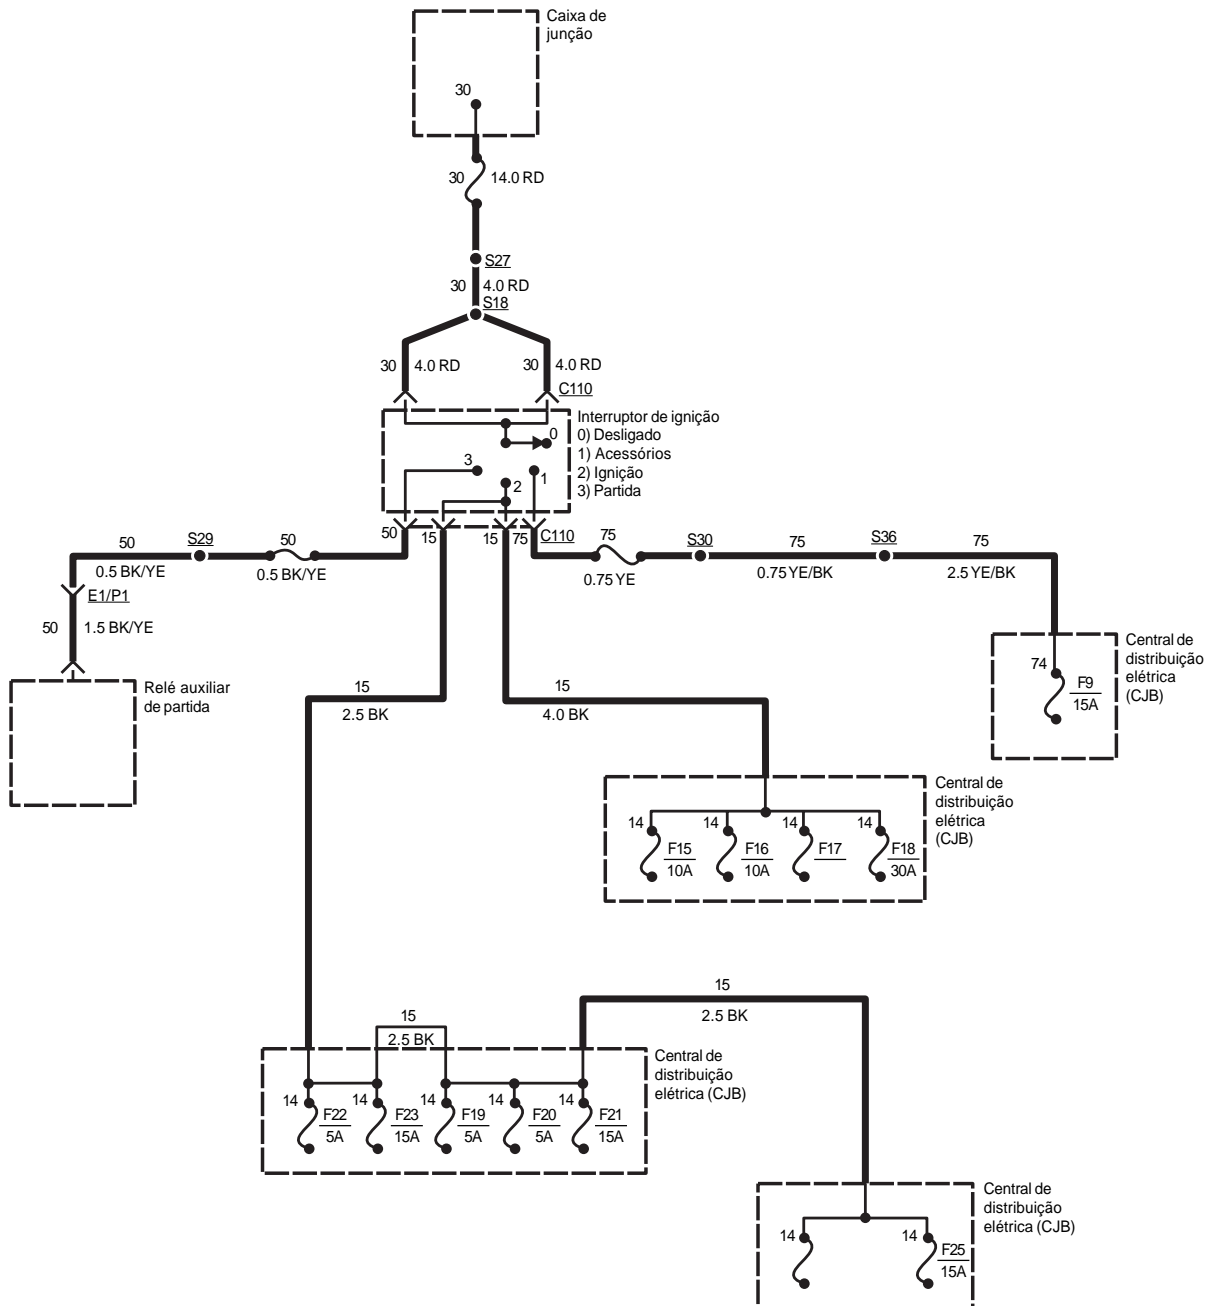 Caixa de
junção
30
30 14.0 RD
S27
30 4.0 RD
S18
30 4.0 RD
30 4.0 RD
C110
Interruptor de ignição
0) Desligado
1) Acessórios
2) Ignição
3) Partida
0
3
2
1
50
15
15
75
C110
50
S29
50
0.5 BK/YE
0.5 BK/YE
E1/P1
50 1.5 BK/YE
Relé auxiliar
de partida
75
S30
75
S36
75
0.75 YE
0.75 YE/BK
2.5 YE/BK
Central de
distribuição
elétrica
(CJB)
74
F9
15A
15
2.5 BK
15
4.0 BK
Central de
distribuição
elétrica
(CJB)
14 14 14 14
F15 F16 F17 F18
10A 10A 30A
15
2.5 BK
15
2.5 BK
Central de
distribuição
elétrica (CJB)
14 14 14 14 14
F22 F23 F19 F20 F21
5A 15A 5A 5A 15A
Central de
distribuição
elétrica (CJB)
14 14
F25
15A